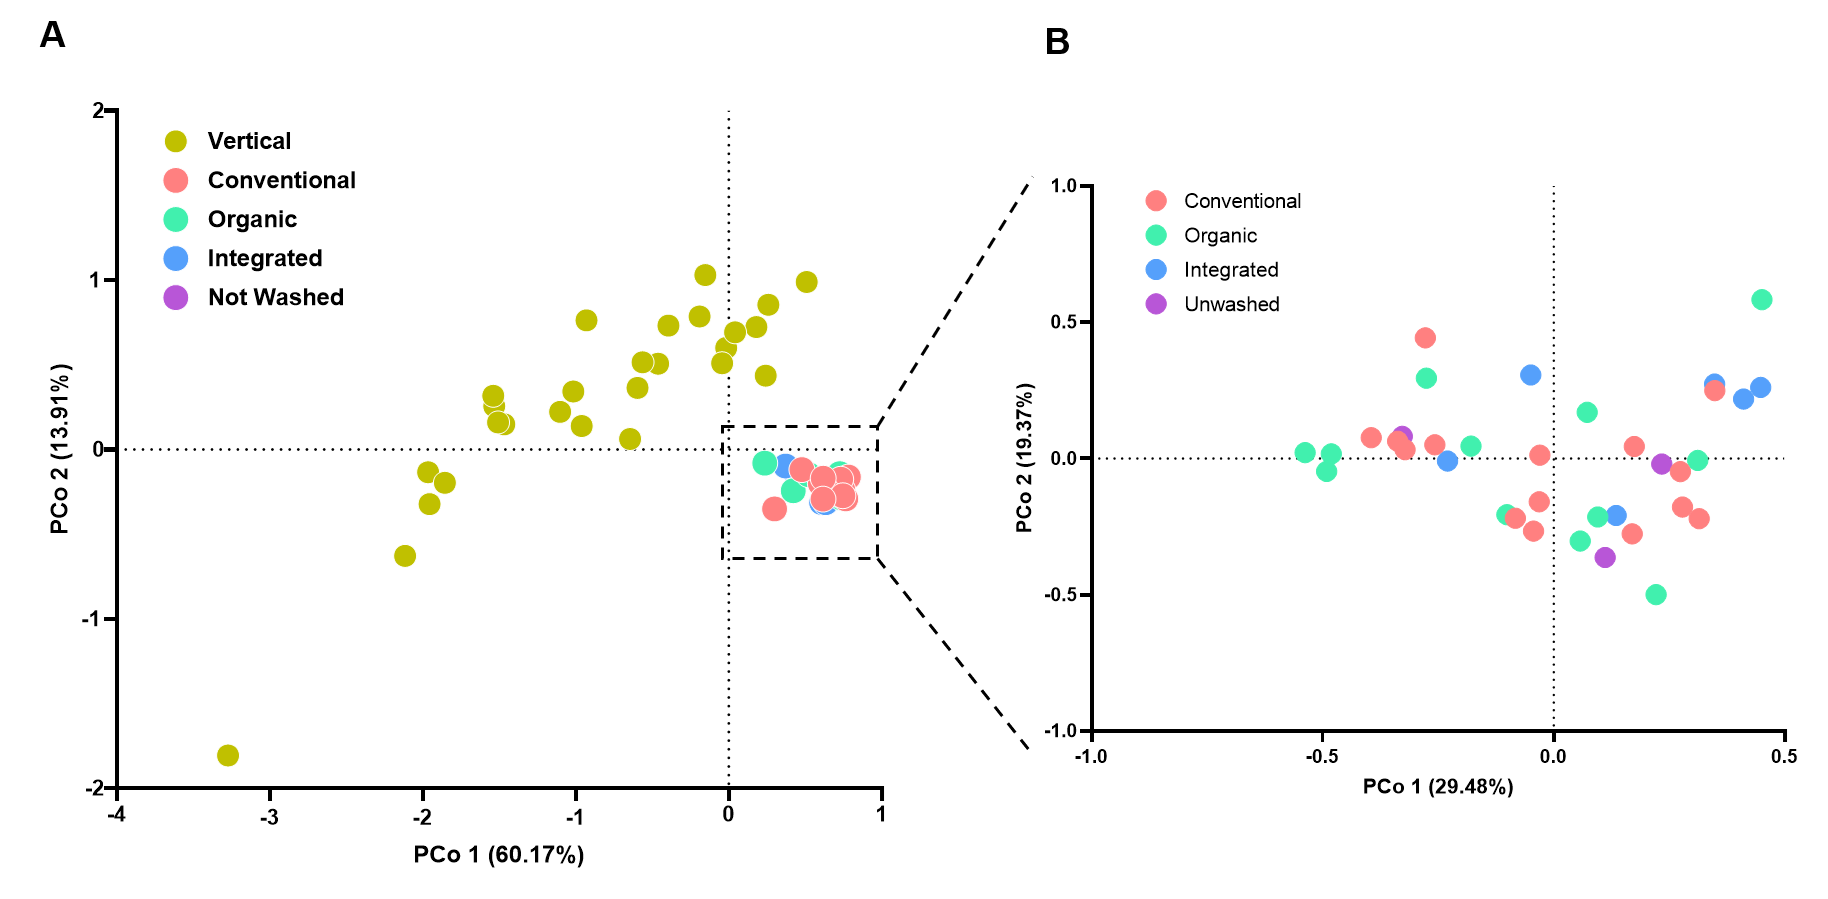 A
B
2
1
0
-1
-2
-4
-3
-2
-1
0
1
PCo 2 (13.91%)
PCo 1 (60.17%)
Vertical
Conventional
Organic
Integrated
Not Washed
1.0
0.5
0.0
-0.5
-1.0
-1.0
-0.5
0.0
0.5
PCo 2 (19.37%)
PCo 1 (29.48%)
Conventional
Organic
Integrated
Unwashed